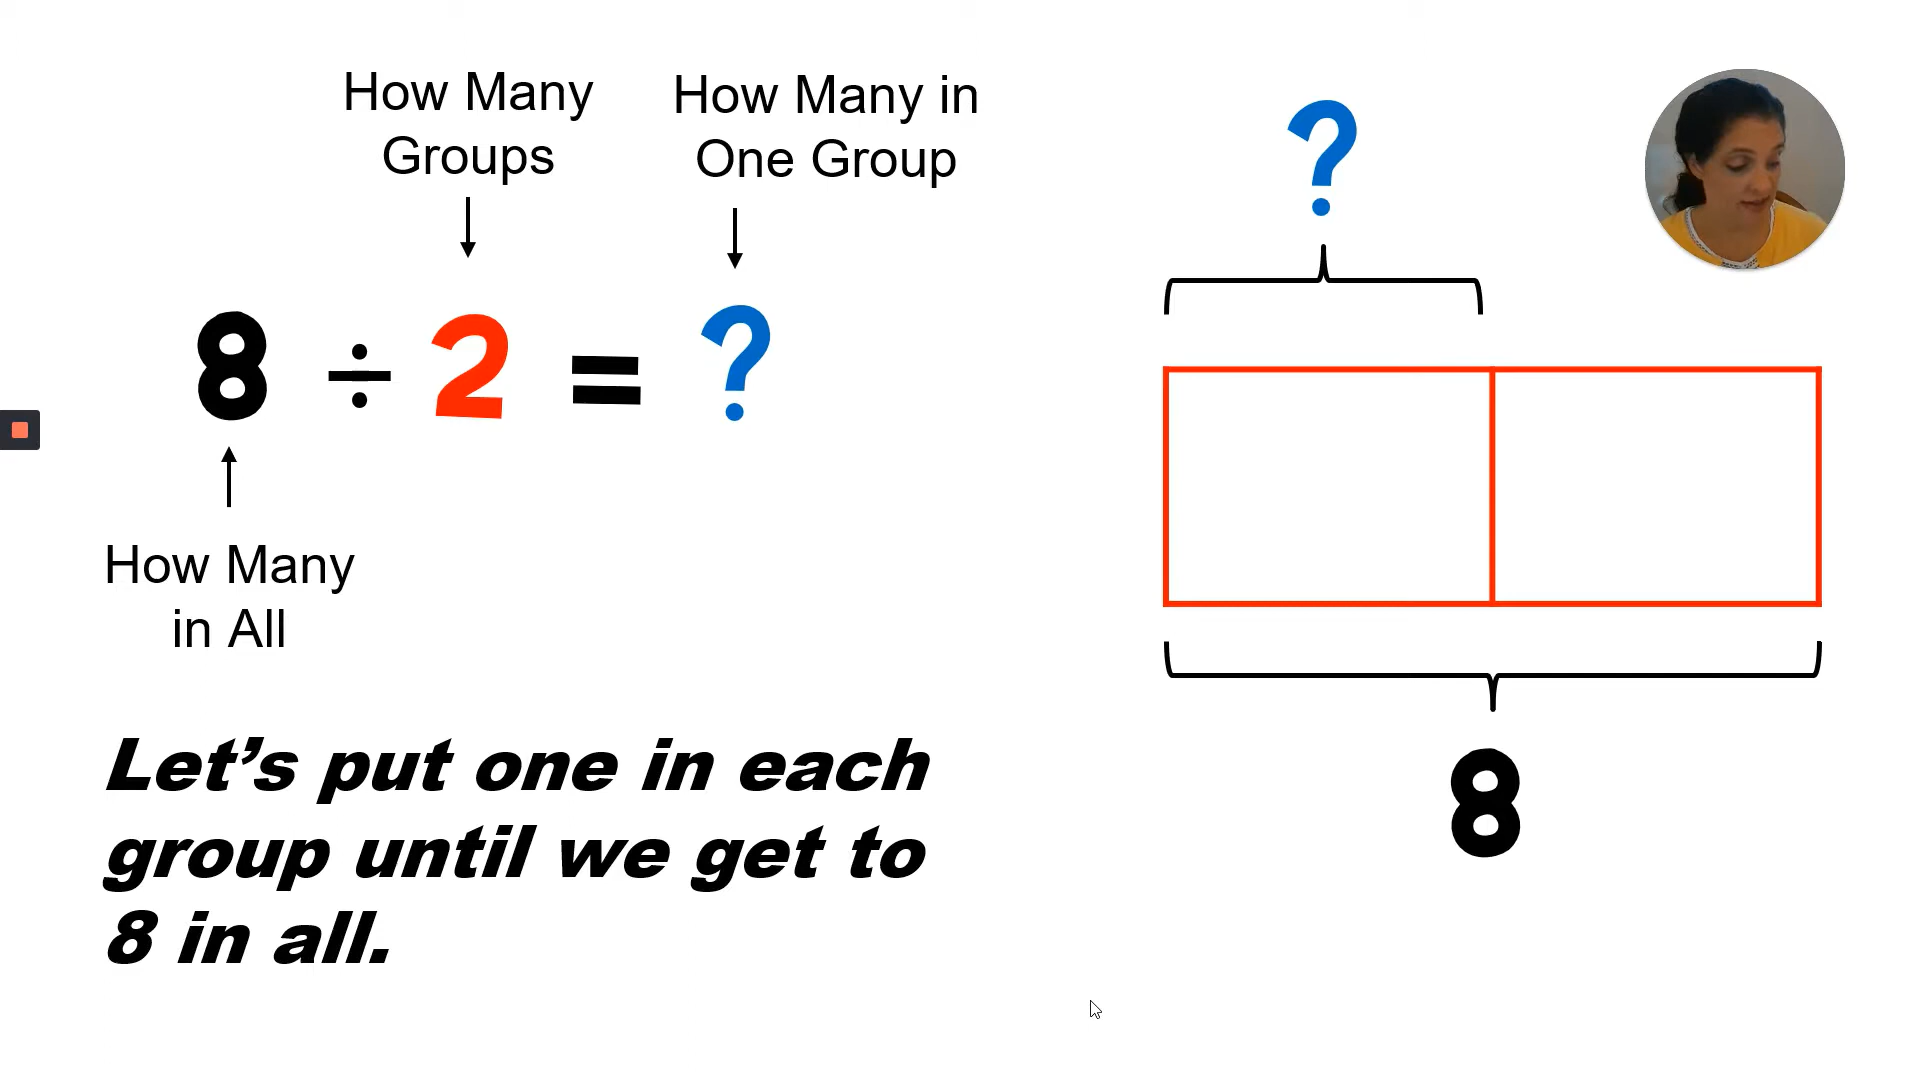 How Many
Groups
How Many in
One Group
8 ÷ 2 = ?
How Many
in All
Let’s put one in each
group until we get to
8 in all.
?
8